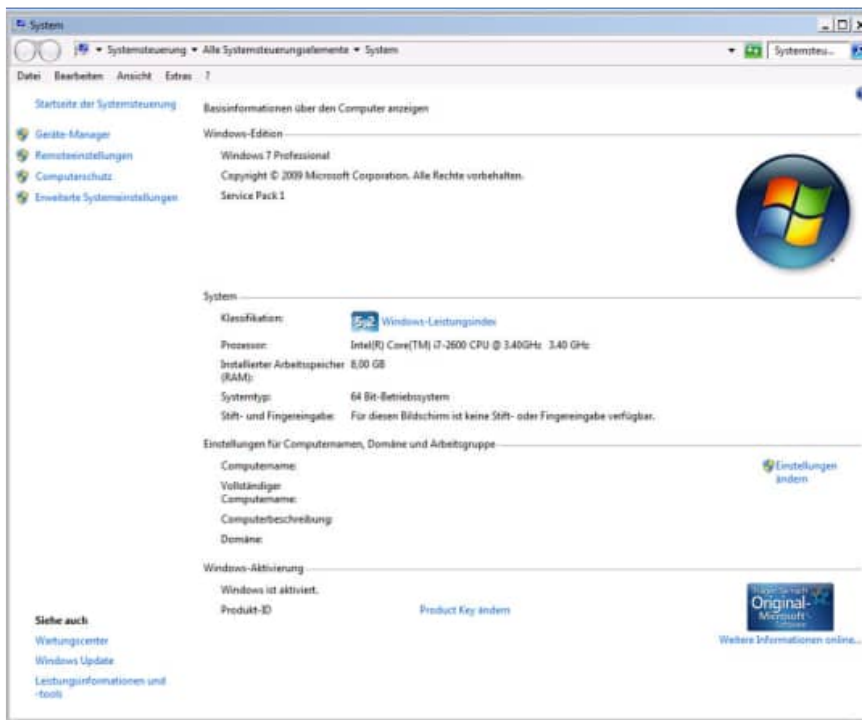 System
Systemsteuerung Alle Systemsteuerungselemente System
Systemsteu...
Datei Bearbeiten Ansicht Extras ?
Startseite der Systemsteuerung
Geräte-Manager
Remoteeinstellungen
Computerschutz
Erweiterte Systemeinstellungen
Basisinformationen über den Computer anzeigen
Windows-Edition
Windows 7 Professional
Copyright © 2009 Microsoft Corporation. Alle Rechte vorbehalten.
Service Pack 1
System
Klassifikation:
5,2 Windows-Leistungsindex
Prozessor: Intel(R) Core(TM) i7-2600 CPU @ 3.40GHz 3.40 GHz
Installierter Arbeitsspeicher 8,00 GB
(RAM):
Systemtyp: 64 Bit-Betriebssystem
Stift- und Fingereingabe: Für diesen Bildschirm ist keine Stift- oder Fingereingabe verfügbar.
Einstellungen für Computernamen, Domäne und Arbeitsgruppe
Computername:
Vollständiger
Computername:
Computerbeschreibung:
Domäne:
Einstellungen
ändern
Windows-Aktivierung
Windows ist aktiviert.
Produkt-ID Product Key ändern
Original-
Microsoft
Software
Weitere Informationen online...
Siehe auch
Wartungscenter
Windows Update
Leistungsinformationen und
-tools